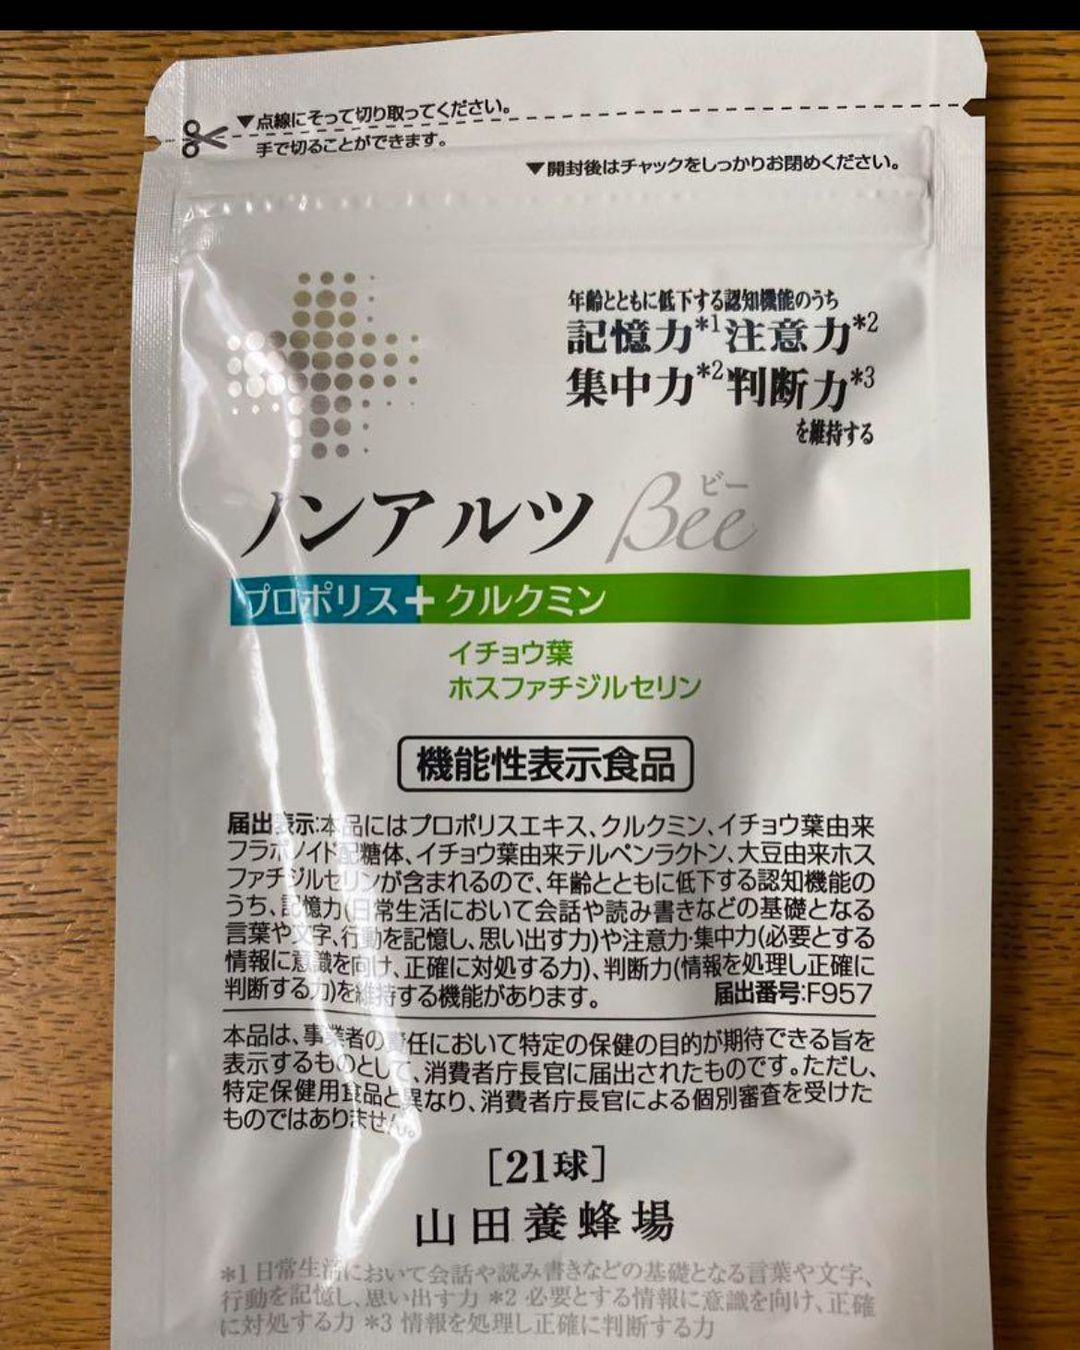 ▼点線にそって切り取ってください。
手で切ることができます。
▼開封後はチャックをしっかりお閉めください。
年齢とともに低下する認知機能のうち
記憶力*1注意力*2
集中力*2判断力*3
を維持する
ノンアルツ βee
ビー
プロポリス+クルクミン
イチョウ葉
ホスファチジルセリン
機能性表示食品
届出表示:本品にはプロポリスエキス、クルクミン、イチョウ葉由来
フラボノイド配糖体、イチョウ葉由来テルペンラクトン、大豆由来ホス
ファチジルセリンが含まれるので、年齢とともに低下する認知機能の
うち、記憶力(日常生活において会話や読み書きなどの基礎となる
言葉や文字、行動を記憶し、思い出す力)や注意力・集中力(必要とする
情報に意識を向け、正確に対処する力)、判断力(情報を処理し正確に
判断する力)を維持する機能があります。 届出番号:F957
本品は、事業者の責任において特定の保健の目的が期待できる旨を
表示するものとして、消費者庁長官に届出されたものです。ただし、
特定保健用食品と異なり、消費者庁長官による個別審査を受けた
ものではありません。
[21球]
山田養蜂場
*1 日常生活において会話や読み書きなどの基礎となる言葉や文字、
行動を記憶し、思い出す力 *2 必要とする情報に意識を向け、正確
に対処する力 *3 情報を処理し正確に判断する力